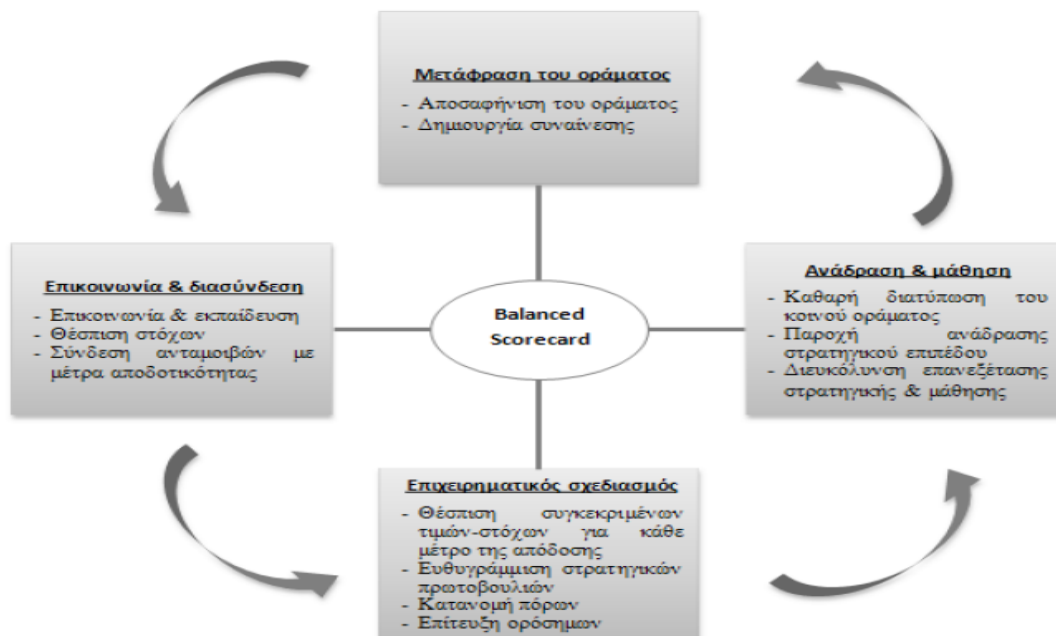 Μετάφραση του οράματος
- Αποσαφήνιση του οράματος
- Δημιουργία συναίνεσης
Επικοινωνία & διασύνδεση
- Επικοινωνία & εκπαίδευση
- Θέσπιση στόχων
- Σύνδεση ανταμοιβών με
μέτρα αποδοτικότητας
Balanced
Scorecard
Ανάδραση & μάθηση
- Καθαρή διατύπωση του
κοινού οράματος
- Παροχή ανάδρασης
στρατηγικού επιπέδου
- Διευκόλυνση επανεξέτασης
στρατηγικής & μάθησης
Επιχειρηματικός σχεδιασμός
- Θέσπιση συγκεκριμένων
τιμών-στόχων για κάθε
μέτρο της απόδοσης
- Ευθυγράμμιση στρατηγικών
πρωτοβουλιών
- Κατανομή πόρων
- Επίτευξη ορόσημων